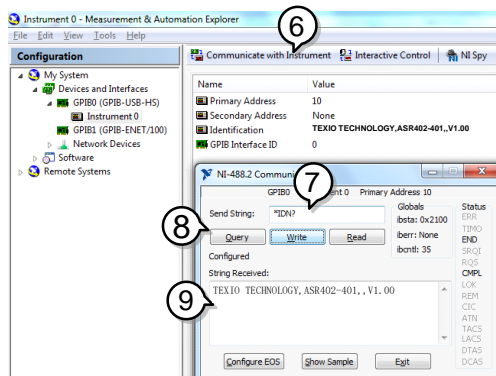 Instrument 0 - Measurement & Automation Explorer
File Edit View Tools Help
6
Configuration
Communicate with Instrument Interactive Control NI Spy
My System
Devices and Interfaces
GPIB0 (GPIB-USB-HS)
Instrument 0
GPIB1 (GPIB-ENET/100)
Network Devices
Software
Remote Systems
Name Value
Primary Address 10
Secondary Address None
Identification TEXIO TECHNOLOGY,ASR402-401,,V1.00
GPIB Interface ID 0
NI-488.2 Communic
7
GPIB0 ent 0 Primary Address 10
Send String: *IDN?
8
Query Write Read
Configured
String Received:
9
TEXIO TECHNOLOGY,ASR402-401,,V1.00
Configure EOS Show Sample Exit
Globals
ibsta: 0x2100
iberr: None
ibcntl: 35
Status
ERR
TIMO
END
SRQI
RQS
CMPL
LOK
REM
CIC
ATN
TACS
LACS
DTAS
DCAS